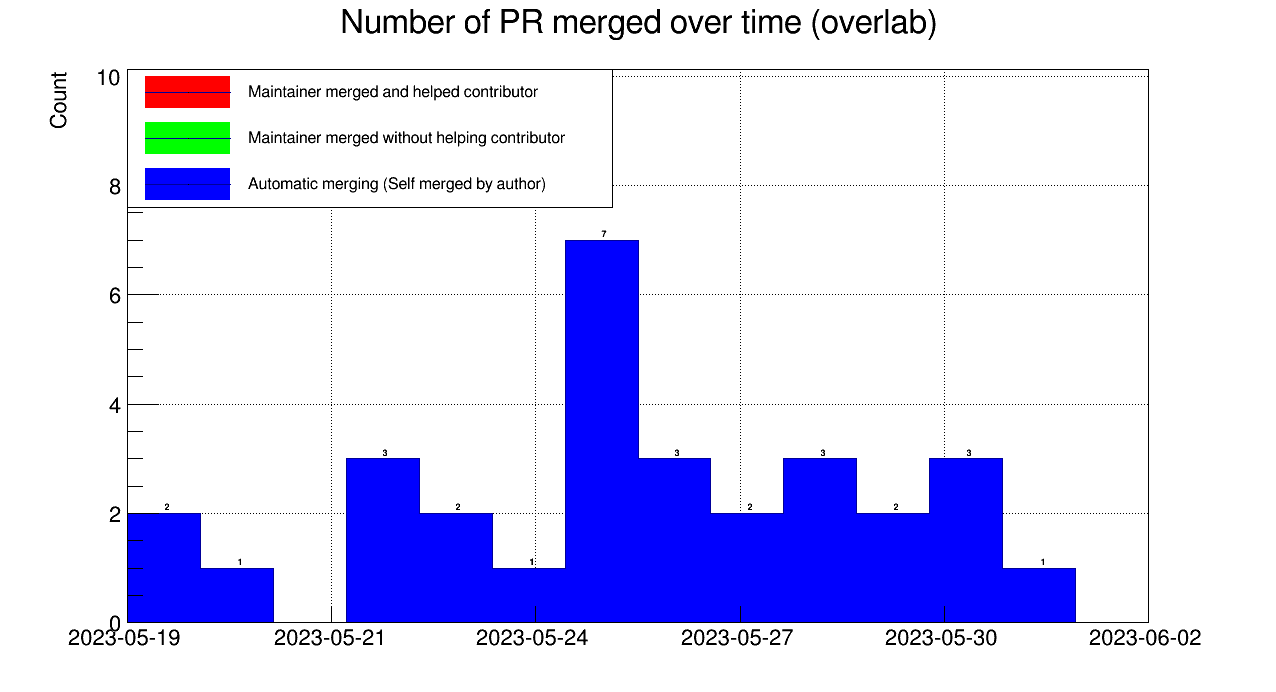 Number of PR merged over time (overlab)
Count
10
8
6
4
2
0
Maintainer merged and helped contributor
Maintainer merged without helping contributor
Automatic merging (Self merged by author)
2 1 3 2 1 7 3 2 3 2 3 1
2023-05-19 2023-05-21 2023-05-24 2023-05-27 2023-05-30 2023-06-02